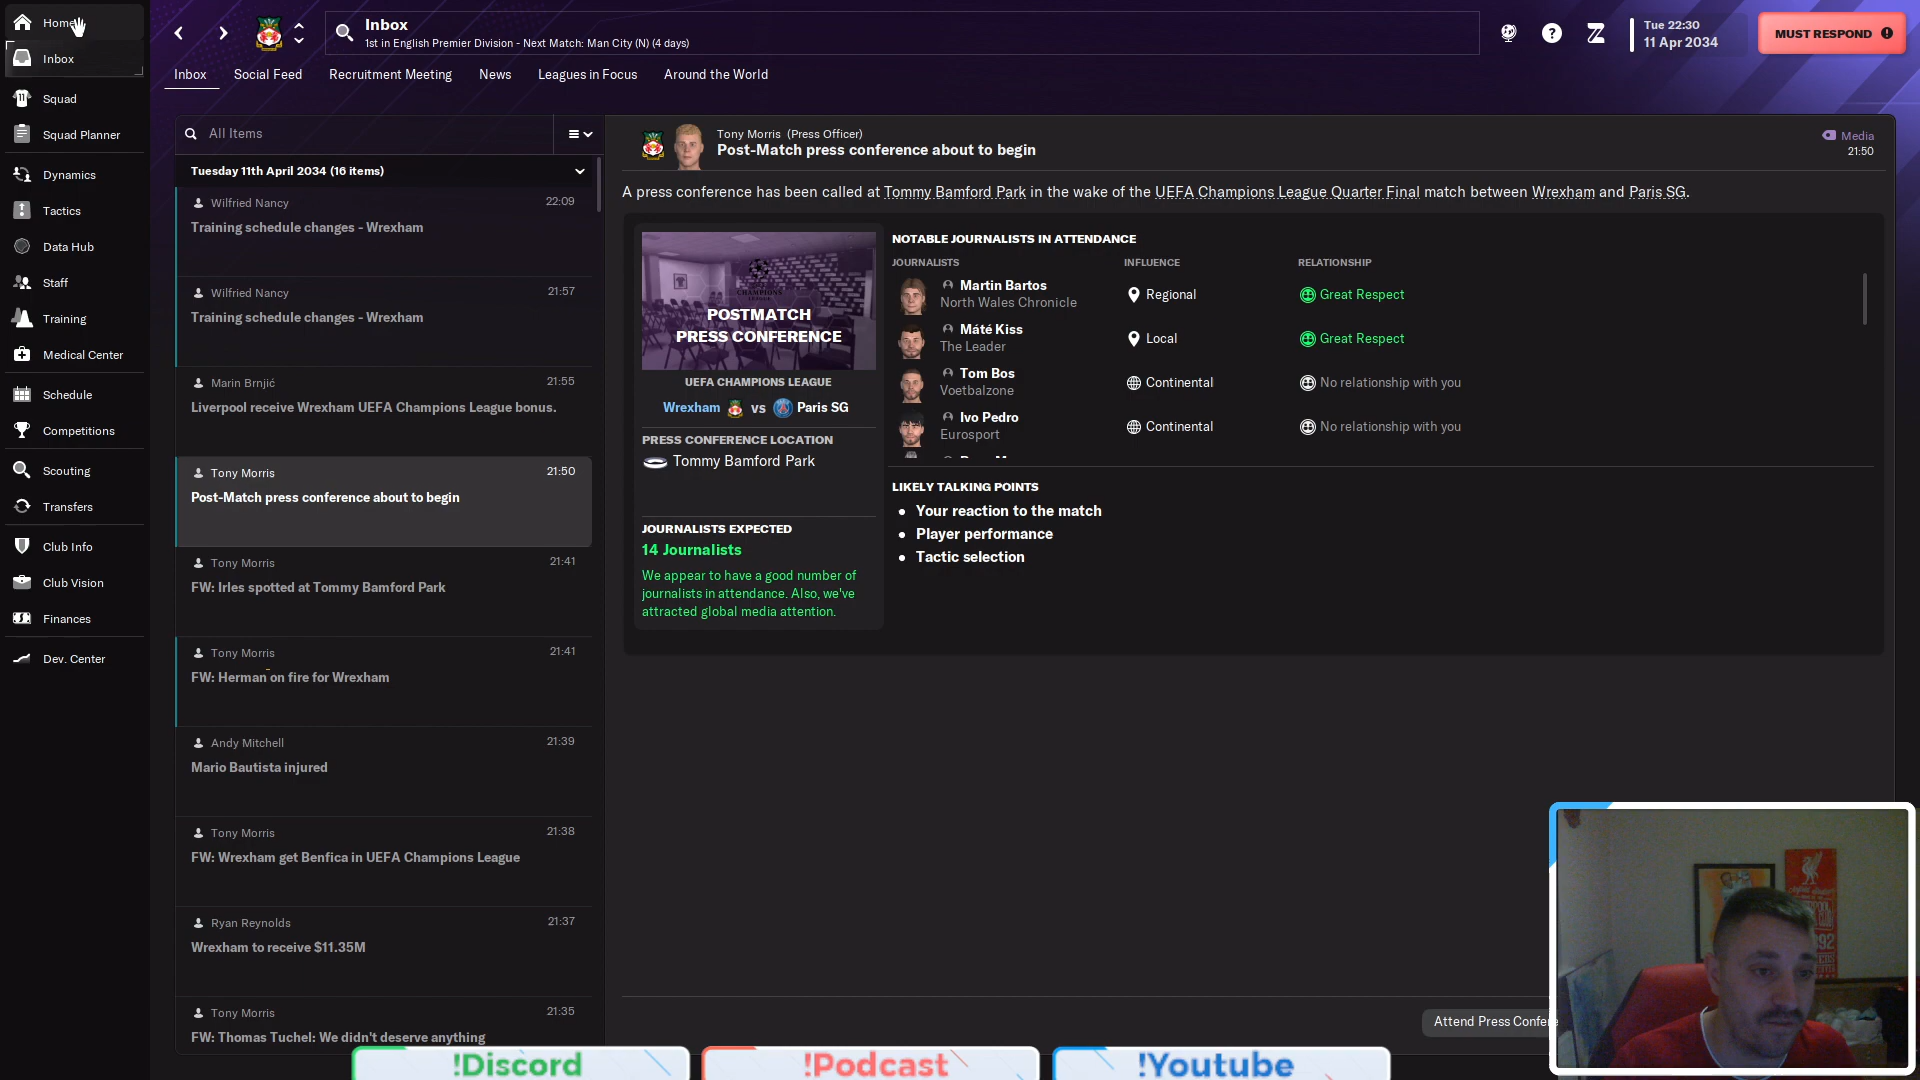 Home
Inbox
Squad
Squad Planner
Dynamics
Tactics
Data Hub
Staff
Training
Medical Center
Schedule
Competitions
Scouting
Transfers
Club Info
Club Vision
Finances
Dev. Center
Inbox
1st in English Premier Division - Next Match: Man City (N) (4 days)
Tue 22:30
11 Apr 2034
MUST RESPOND
Inbox
Social Feed
Recruitment Meeting
News
Leagues in Focus
Around the World
All Items
Tuesday 11th April 2034 (16 items)
Wilfried Nancy 22:09
Training schedule changes - Wrexham
Wilfried Nancy 21:57
Training schedule changes - Wrexham
Marin Brnjić 21:55
Liverpool receive Wrexham UEFA Champions League bonus.
Tony Morris 21:50
Post-Match press conference about to begin
Tony Morris 21:41
FW: Irles spotted at Tommy Bamford Park
Tony Morris 21:41
FW: Herman on fire for Wrexham
Andy Mitchell 21:39
Mario Bautista injured
Tony Morris 21:38
FW: Wrexham get Benfica in UEFA Champions League
Ryan Reynolds 21:37
Wrexham to receive $11.35M
Tony Morris 21:35
FW: Thomas Tuchel: We didn't deserve anything
Tony Morris (Press Officer)
Post-Match press conference about to begin
Media
21:50
A press conference has been called at Tommy Bamford Park in the wake of the UEFA Champions League Quarter Final match between Wrexham and Paris SG.
CHAMPIONS
LEAGUE
POSTMATCH
PRESS CONFERENCE
UEFA CHAMPIONS LEAGUE
Wrexham vs Paris SG
PRESS CONFERENCE LOCATION
Tommy Bamford Park
JOURNALISTS EXPECTED
14 Journalists
We appear to have a good number of
journalists in attendance. Also, we've
attracted global media attention.
NOTABLE JOURNALISTS IN ATTENDANCE
JOURNALISTS INFLUENCE RELATIONSHIP
Martin Bartos
North Wales Chronicle
Regional
Great Respect
Máté Kiss
The Leader
Local
Great Respect
Tom Bos
Voetbalzone
Continental
No relationship with you
Ivo Pedro
Eurosport
Continental
No relationship with you
LIKELY TALKING POINTS
Your reaction to the match
Player performance
Tactic selection
Attend Press Confere
!Discord
!Podcast
!Youtube